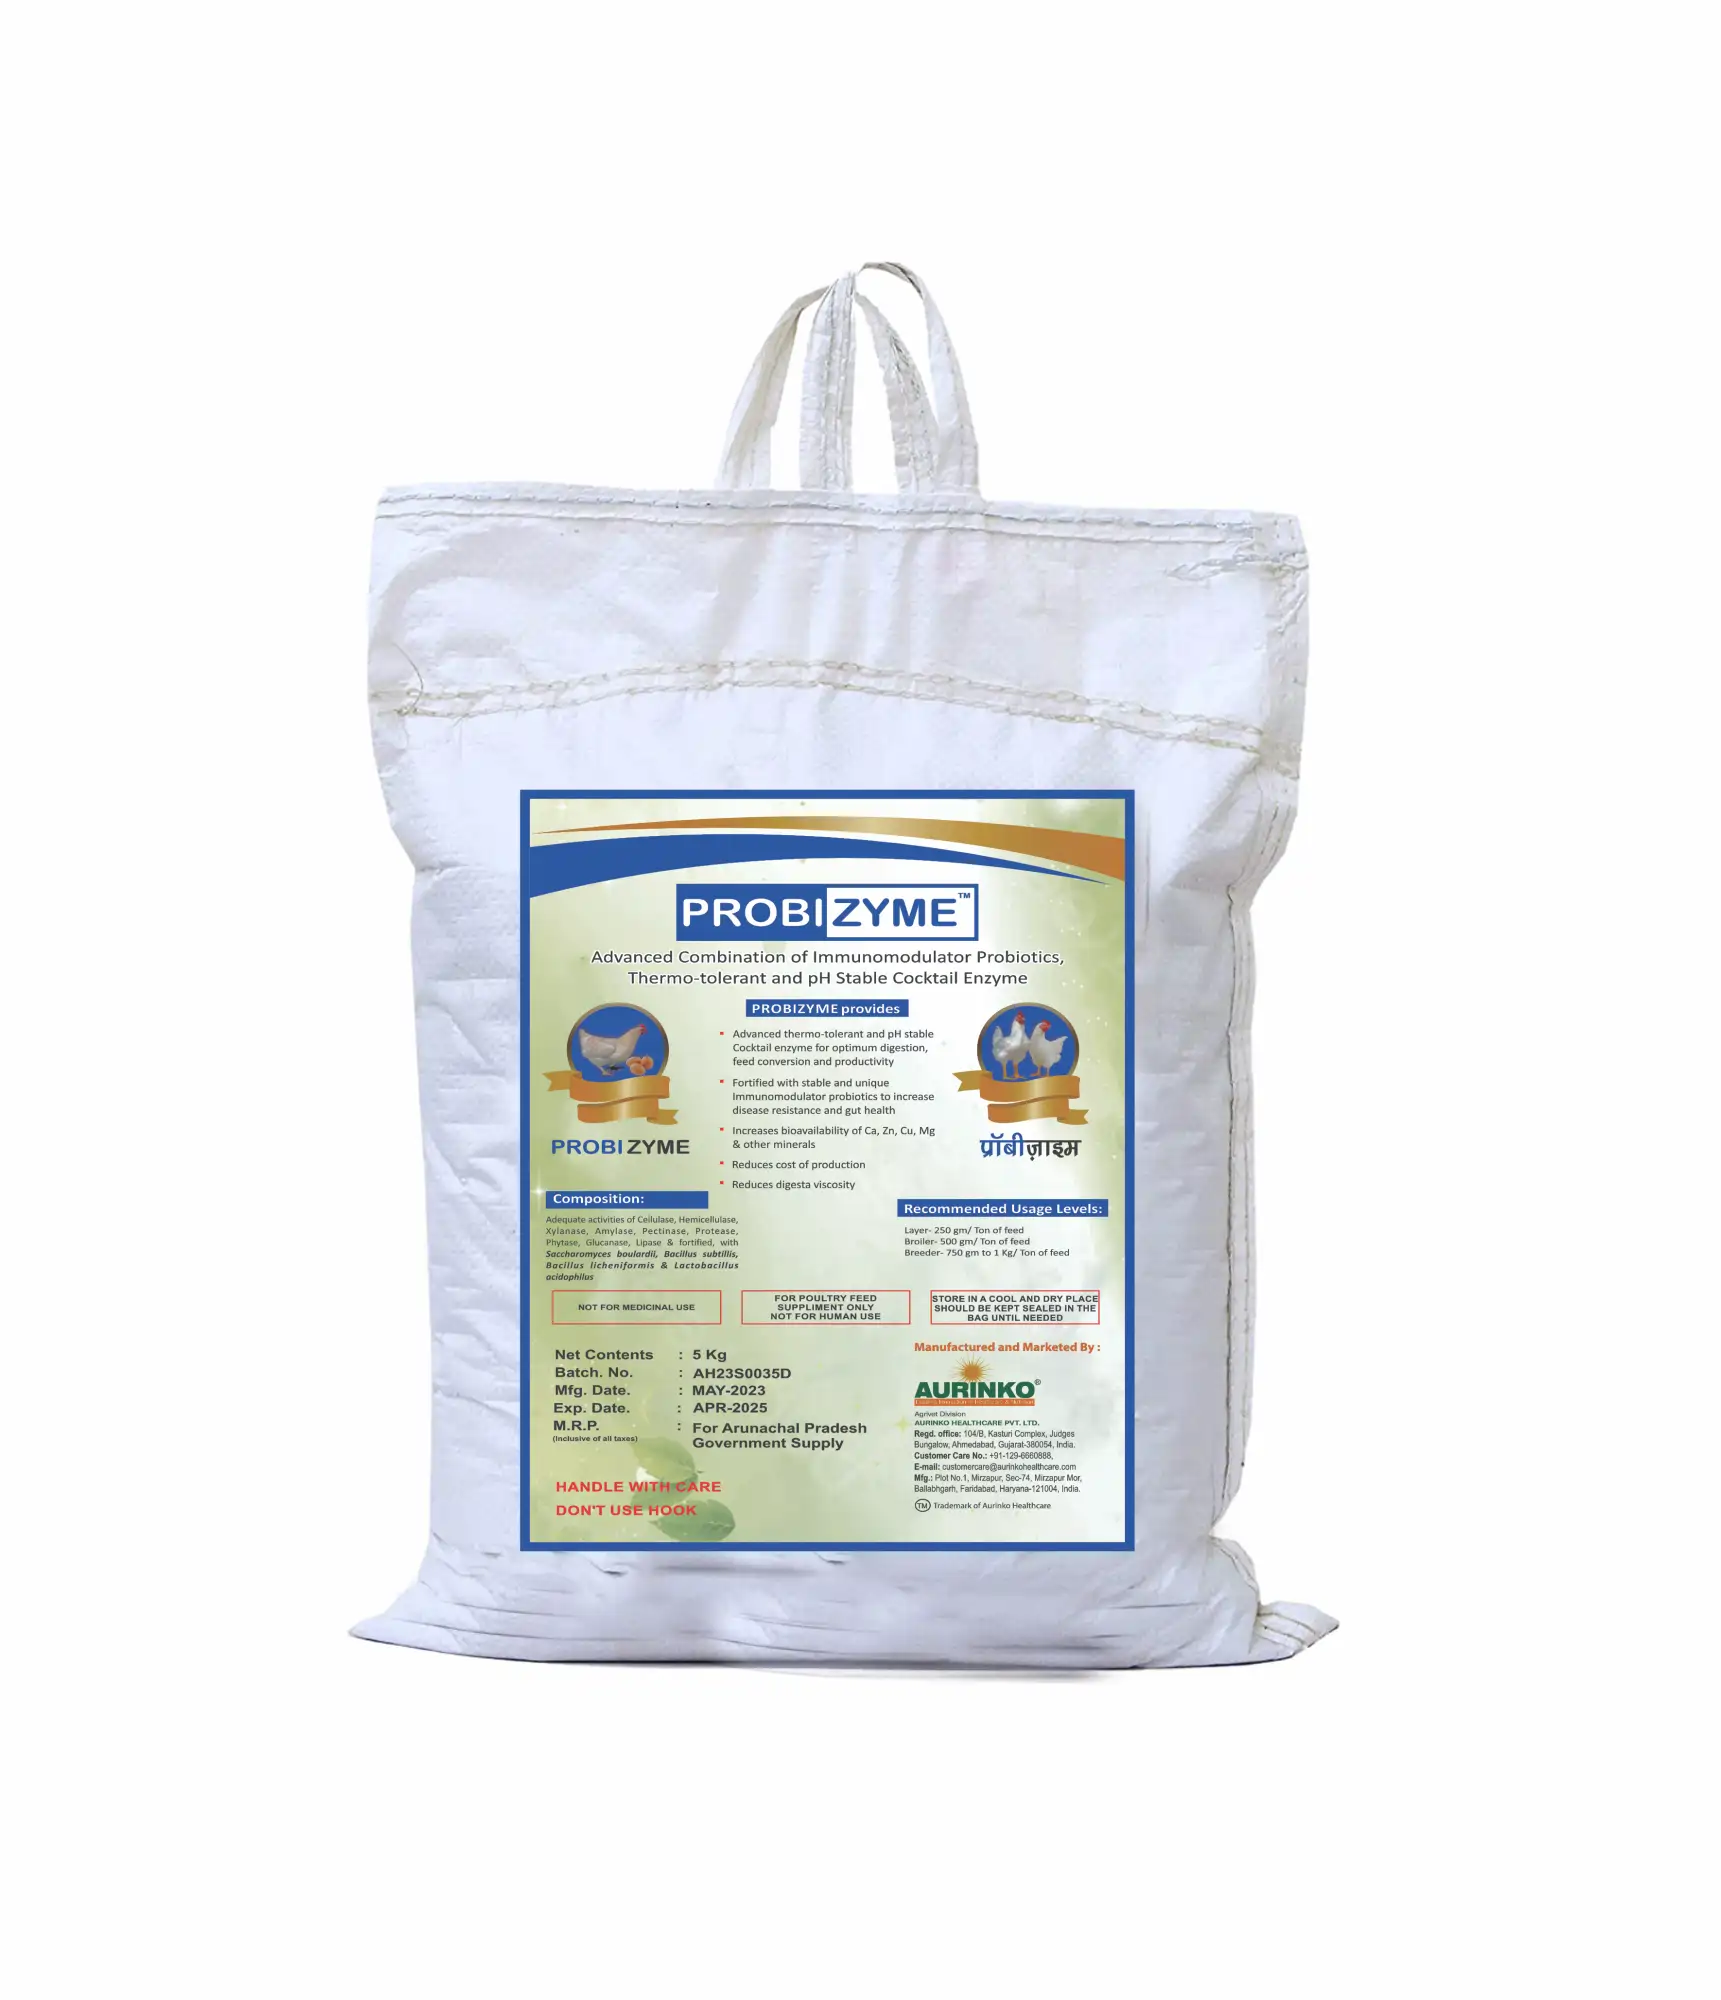 PROBIZYME™
Advanced Combination of Immunomodulator Probiotics,
Thermo-tolerant and pH Stable Cocktail Enzyme
PROBIZYME provides
▪ Advanced thermo-tolerant and pH stable
Cocktail enzyme for optimum digestion,
feed conversion and productivity
▪ Fortified with stable and unique
Immunomodulator probiotics to increase
disease resistance and gut health
▪ Increases bioavailability of Ca, Zn, Cu, Mg
& other minerals
▪ Reduces cost of production
▪ Reduces digesta viscosity
PROBIZYME
प्रॉबीज़ाइम
Composition:
Adequate activities of Cellulase, Hemicellulase,
Xylanase, Amylase, Pectinase, Protease,
Phytase, Glucanase, Lipase & fortified, with
Saccharomyces boulardii, Bacillus subtillis,
Bacillus licheniformis & Lactobacillus
acidophilus
Recommended Usage Levels:
Layer- 250 gm/ Ton of feed
Broiler- 500 gm/ Ton of feed
Breeder- 750 gm to 1 Kg/ Ton of feed
NOT FOR MEDICINAL USE
FOR POULTRY FEED
SUPPLIMENT ONLY
NOT FOR HUMAN USE
STORE IN A COOL AND DRY PLACE
SHOULD BE KEPT SEALED IN THE
BAG UNTIL NEEDED
Net Contents : 5 Kg
Batch. No. : AH23S0035D
Mfg. Date. : MAY-2023
Exp. Date. : APR-2025
M.R.P. : For Arunachal Pradesh
(Inclusive of all taxes) Government Supply
HANDLE WITH CARE
DON'T USE HOOK
Manufactured and Marketed By :
AURINKO®
Agrivet Division
AURINKO HEALTHCARE PVT. LTD.
Regd. office: 104/B, Kasturi Complex, Judges
Bungalow, Ahmedabad, Gujarat-380054, India.
Customer Care No.: +91-129-6660888,
E-mail: customercare@aurinkohealthcare.com
Mfg.: Plot No.1, Mirzapur, Sec-74, Mirzapur Mor,
Ballabhgarh, Faridabad, Haryana-121004, India.
TM Trademark of Aurinko Healthcare